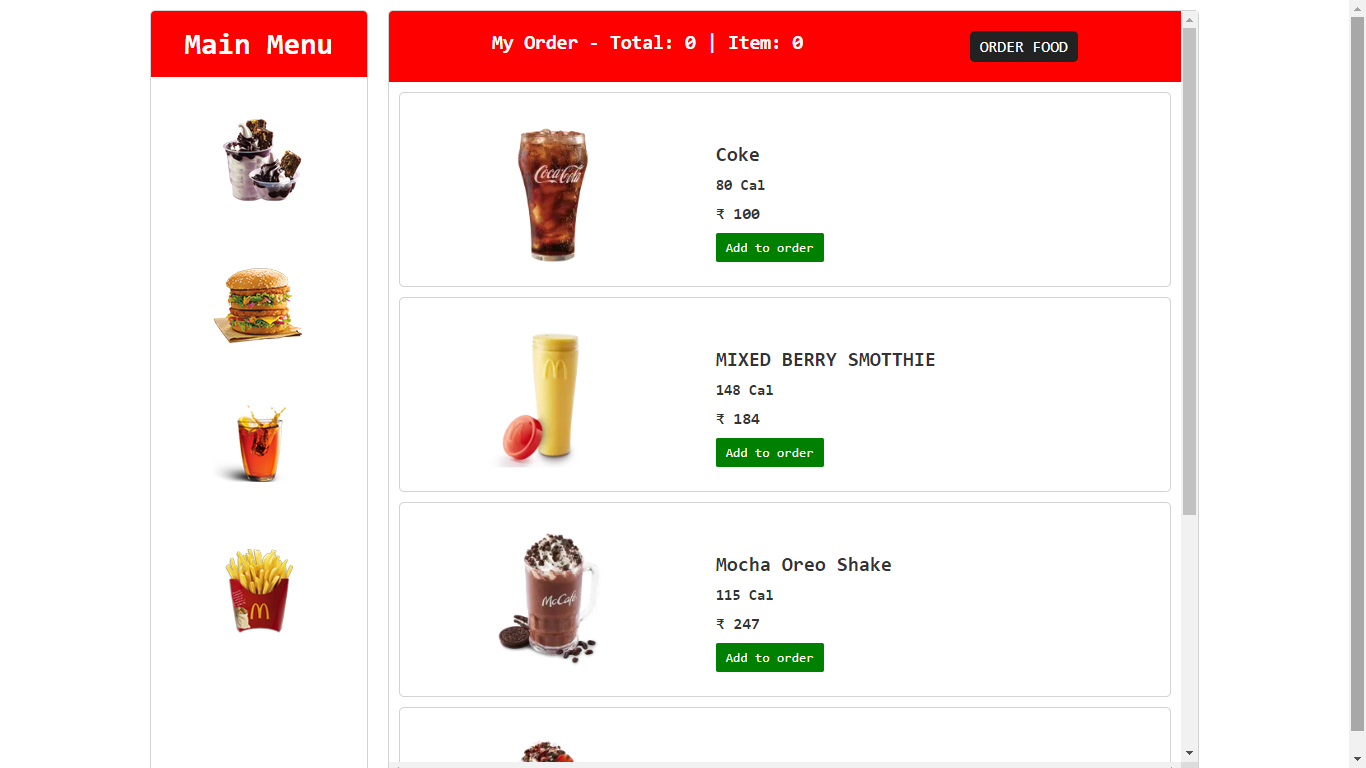 Main Menu
My Order - Total: 0 | Item: 0
ORDER FOOD
Coca-Cola
Coke
80 Cal
₹ 100
Add to order
MIXED BERRY SMOTTHIE
148 Cal
₹ 184
Add to order
McCafé
Mocha Oreo Shake
115 Cal
₹ 247
Add to order